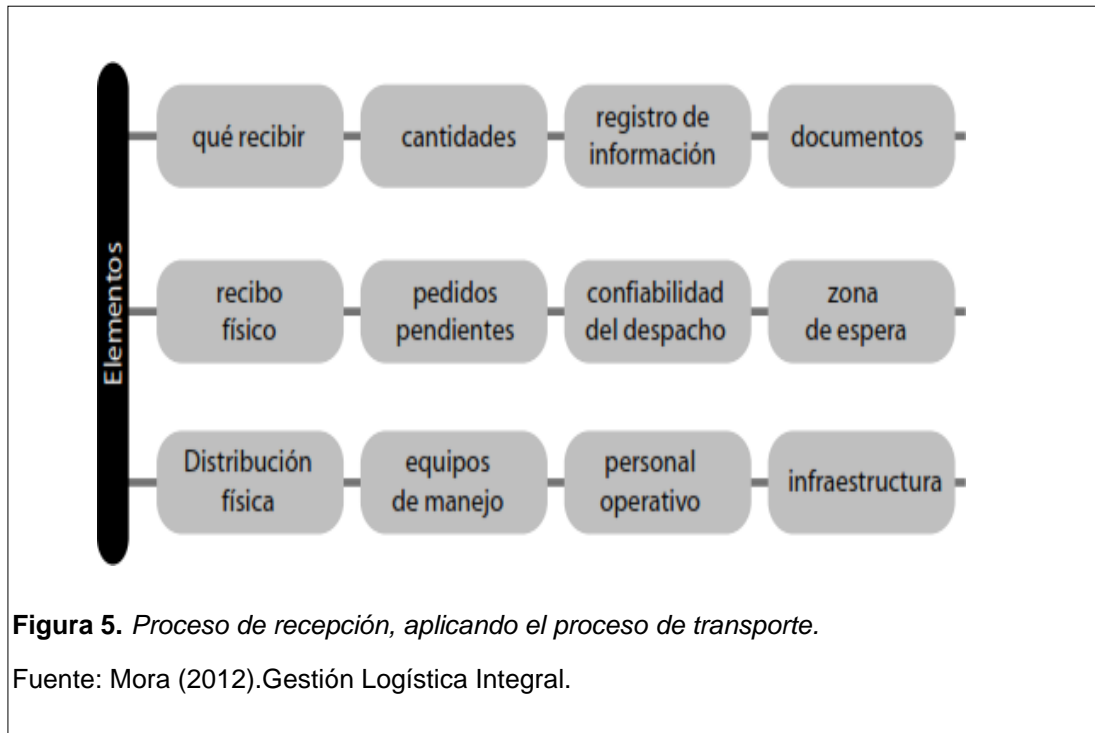 Elementos
qué recibir
cantidades
registro de
información
documentos
recibo
físico
pedidos
pendientes
confiabilidad
del despacho
zona
de espera
Distribución
física
equipos
de manejo
personal
operativo
infraestructura
Figura 5. Proceso de recepción, aplicando el proceso de transporte.
Fuente: Mora (2012).Gestión Logística Integral.